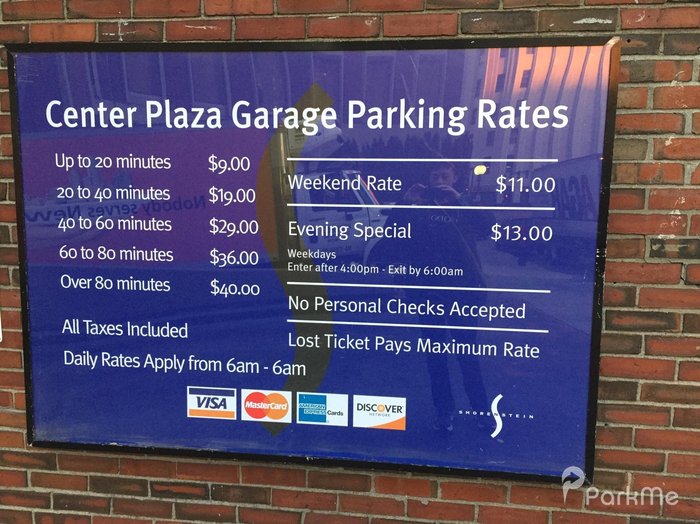 Center Plaza Garage Parking Rates
Up to 20 minutes $9.00
20 to 40 minutes $19.00
40 to 60 minutes $29.00
60 to 80 minutes $36.00
Over 80 minutes $40.00
All Taxes Included
Daily Rates Apply from 6am - 6am
Weekend Rate $11.00
Evening Special $13.00
Weekdays
Enter after 4:00pm - Exit by 6:00am
No Personal Checks Accepted
Lost Ticket Pays Maximum Rate
VISA
MasterCard
AMERICAN EXPRESS Cards
DISCOVER
NETWORK
SHORENSTEIN
ParkMe